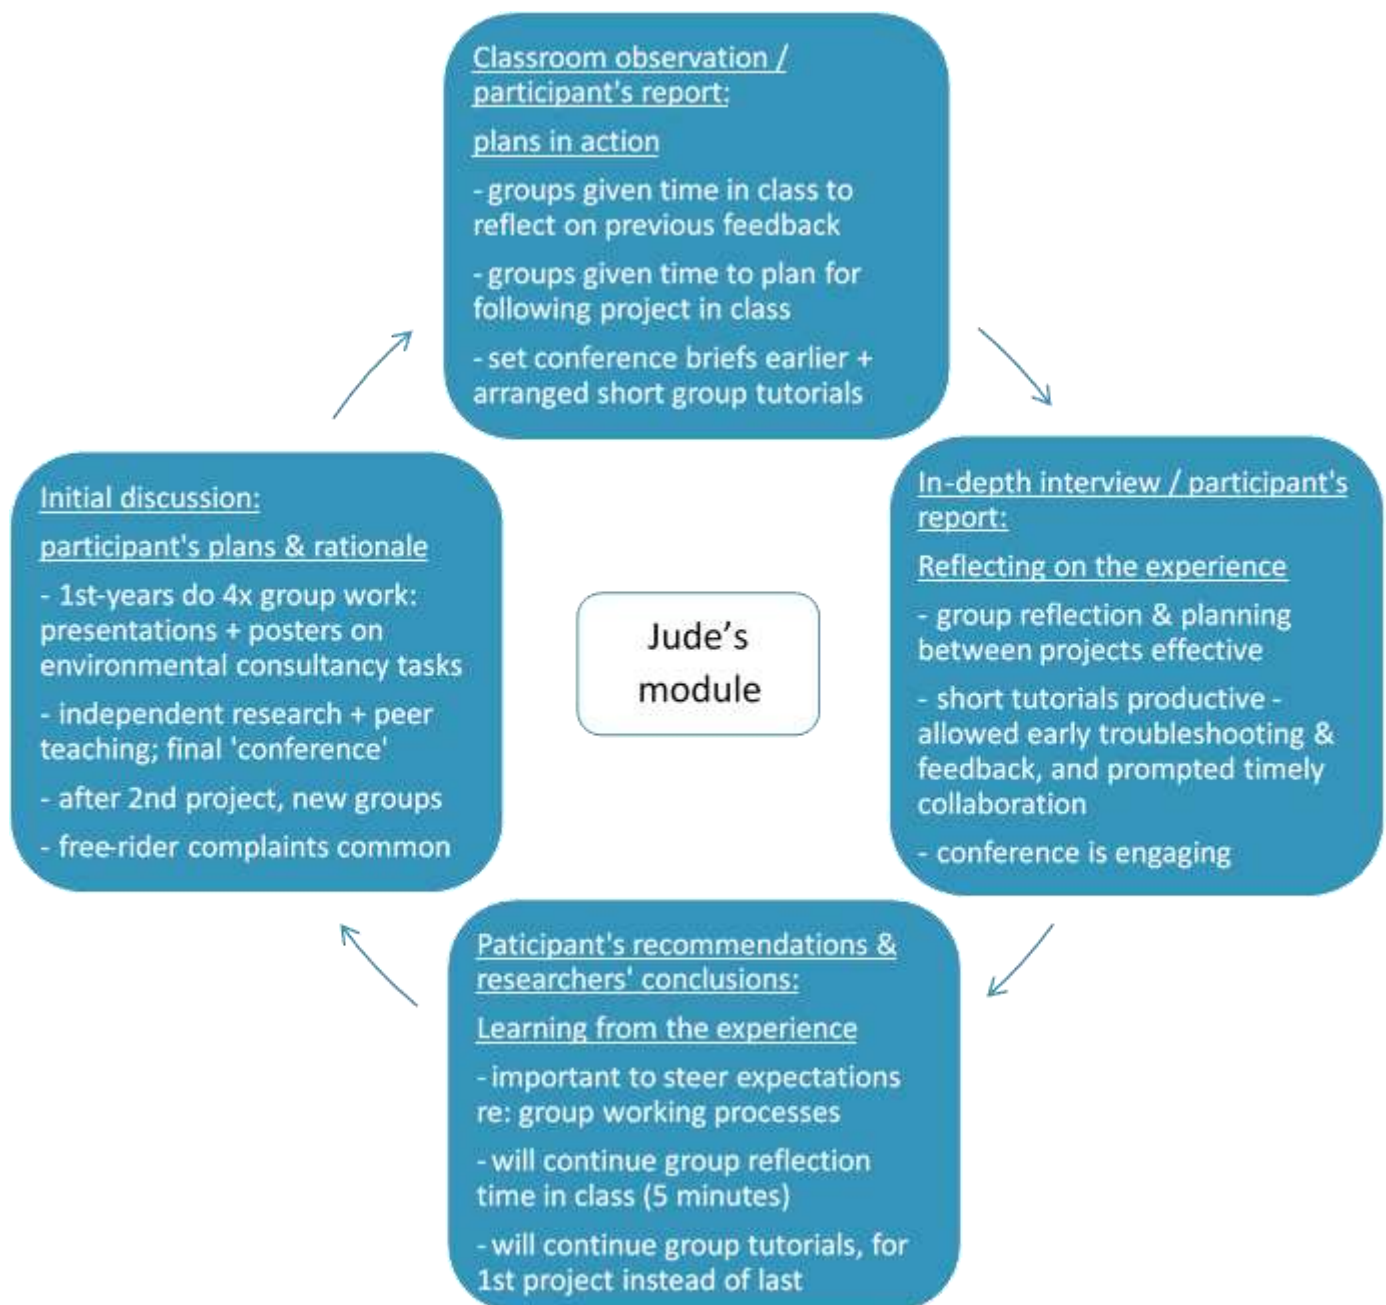 Classroom observation /
participant's report:
plans in action
- groups given time in class to
reflect on previous feedback
- groups given time to plan for
following project in class
- set conference briefs earlier +
arranged short group tutorials
In-depth interview / participant's
report:
Reflecting on the experience
- group reflection & planning
between projects effective
- short tutorials productive -
allowed early troubleshooting &
feedback, and prompted timely
collaboration
- conference is engaging
Paticipant's recommendations &
researchers' conclusions:
Learning from the experience
- important to steer expectations
re: group working processes
- will continue group reflection
time in class (5 minutes)
- will continue group tutorials, for
1st project instead of last
Initial discussion:
participant's plans & rationale
- 1st-years do 4x group work:
presentations + posters on
environmental consultancy tasks
- independent research + peer
teaching; final 'conference'
- after 2nd project, new groups
- free-rider complaints common
Jude's
module